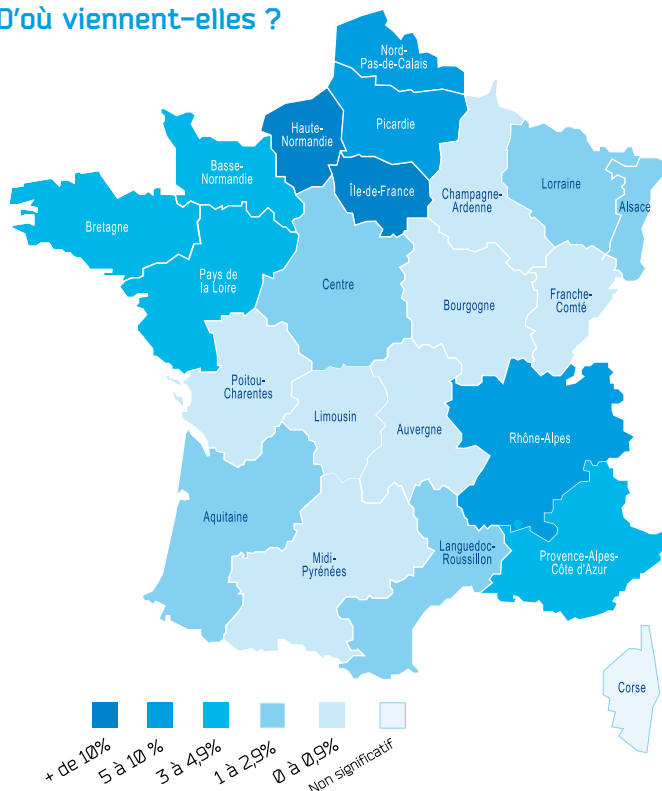 D'où viennent-elles ?
Nord-
Pas-de-Calais
Haute-
Normandie
Picardie
Basse-
Normandie
Île-de-France
Champagne-
Ardenne
Lorraine
Alsace
Bretagne
Pays de
la Loire
Centre
Bourgogne
Franche-
Comté
Poitou-
Charentes
Limousin
Auvergne
Rhône-Alpes
Aquitaine
Midi-
Pyrénées
Languedoc-
Roussillon
Provence-Alpes-
Côte d'Azur
Corse
+ de 10%
5 à 10 %
3 à 4,9%
1 à 2,9%
0 à 0,9%
Non significatif